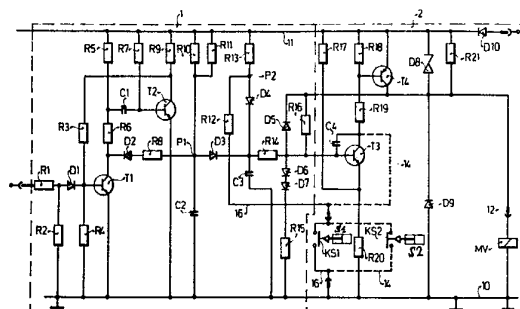 1
2
R5
R7
R9
R10
R11
11
R13
R17
R18
D8
R21
D10
P2
T4
C1
T2
D4
R12
R16
R19
R3
R6
D5
C4
D2
R8
P1
D3
R14
T3
14
R1
D1
T1
C3
D6
D7
D9
12
C2
16
R2
R4
R15
S1
KS2
S2
MV
KS1
R20
16
14
10